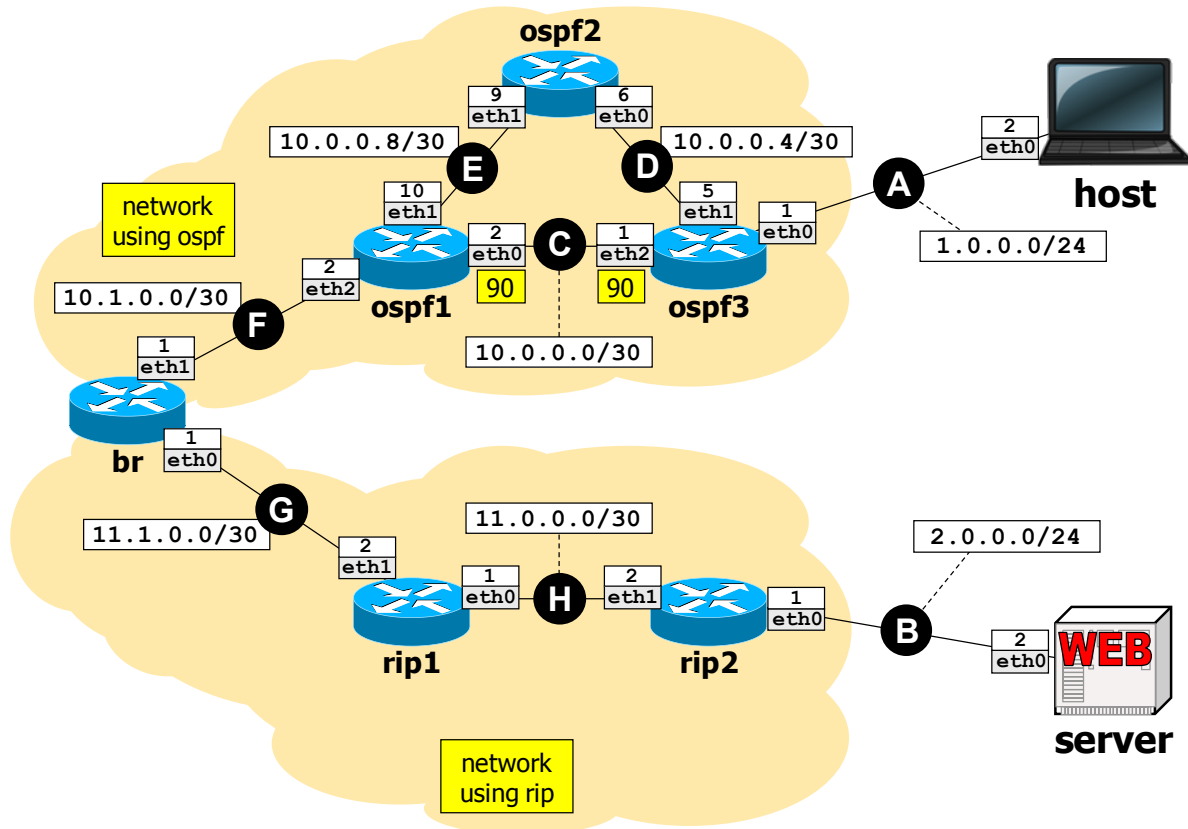 ospf2
9
eth1
6
eth0
10.0.0.8/30
E
D
10.0.0.4/30
2
eth0
host
A
1.0.0.0/24
network
using ospf
10
eth1
5
eth1
1
eth0
2
eth0
C
1
eth2
90
90
ospf1
ospf3
2
eth2
10.1.0.0/30
F
10.0.0.0/30
1
eth1
br
1
eth0
G
11.1.0.0/30
11.0.0.0/30
2.0.0.0/24
2
eth1
1
eth0
H
2
eth1
1
eth0
B
rip1
rip2
2
eth0
WEB
server
network
using rip